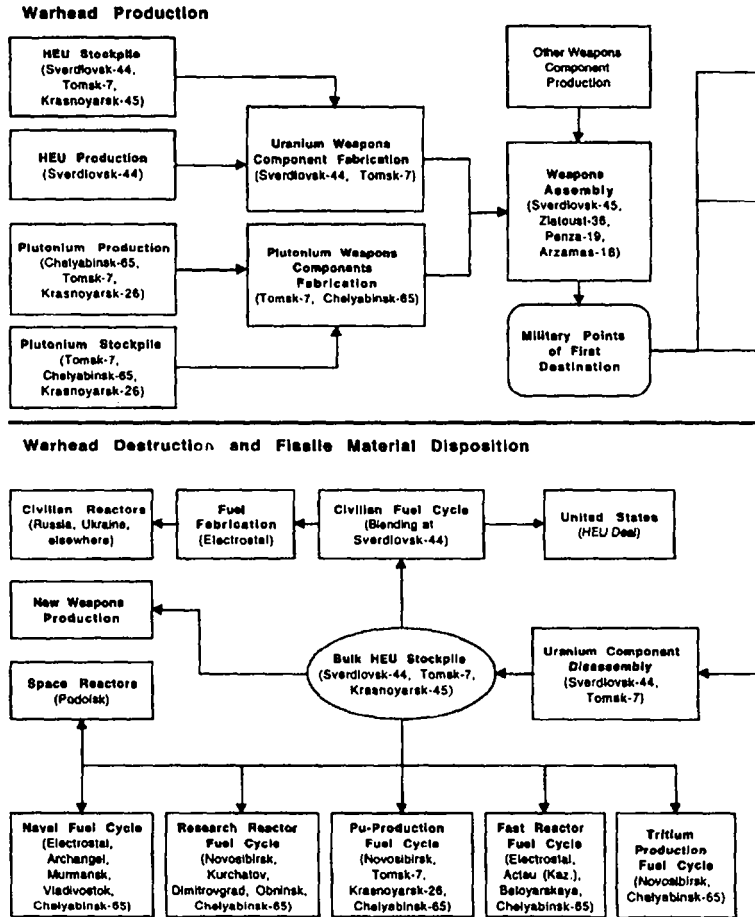 Warhead Production
HEU Stockpile
(Sverdlovsk-44,
Tomsk-7,
Krasnoyarsk-45)
HEU Production
(Sverdlovsk-44)
Plutonium Production
(Chelyabinsk-65,
Tomsk-7,
Krasnoyarsk-26)
Plutonium Stockpile
(Tomsk-7,
Chelyabinsk-65,
Krasnoyarsk-26)
Uranium Weapons
Component Fabrication
(Sverdlovsk-44, Tomsk-7)
Plutonium Weapons
Components
Fabrication
(Tomsk-7, Chelyabinsk-65)
Other Weapons
Component
Production
Weapons
Assembly
(Sverdlovsk-45,
Zlatoust-36,
Penza-19,
Arzamas-16)
Military Points
of First
Destination
Warhead Destruction and Fissile Material Disposition
Civilian Reactors
(Russia, Ukraine,
elsewhere)
Fuel
Fabrication
(Electrostal)
Civilian Fuel Cycle
(Blending at
Sverdlovsk-44)
United States
(HEU Deal)
New Weapons
Production
Space Reactors
(Podolsk)
Bulk HEU Stockpile
(Sverdlovsk-44, Tomsk-7,
Krasnoyarsk-45)
Uranium Component
Disassembly
(Sverdlovsk-44,
Tomsk-7)
Naval Fuel Cycle
(Electrostal,
Archangel,
Murmansk,
Vladivostok,
Chelyabinsk-65)
Research Reactor
Fuel Cycle
(Novosibirsk,
Kurchatov,
Dimitrovgrad, Obninsk,
Chelyabinsk-65)
Pu-Production
Fuel Cycle
(Novosibirsk,
Tomsk-7,
Krasnoyarsk-26,
Chelyabinsk-65)
Fast Reactor
Fuel Cycle
(Electrostal,
Actau (Kaz.),
Beloyarskaya,
Chelyabinsk-65)
Tritium
Production
Fuel Cycle
(Novosibirsk,
Chelyabinsk-65)